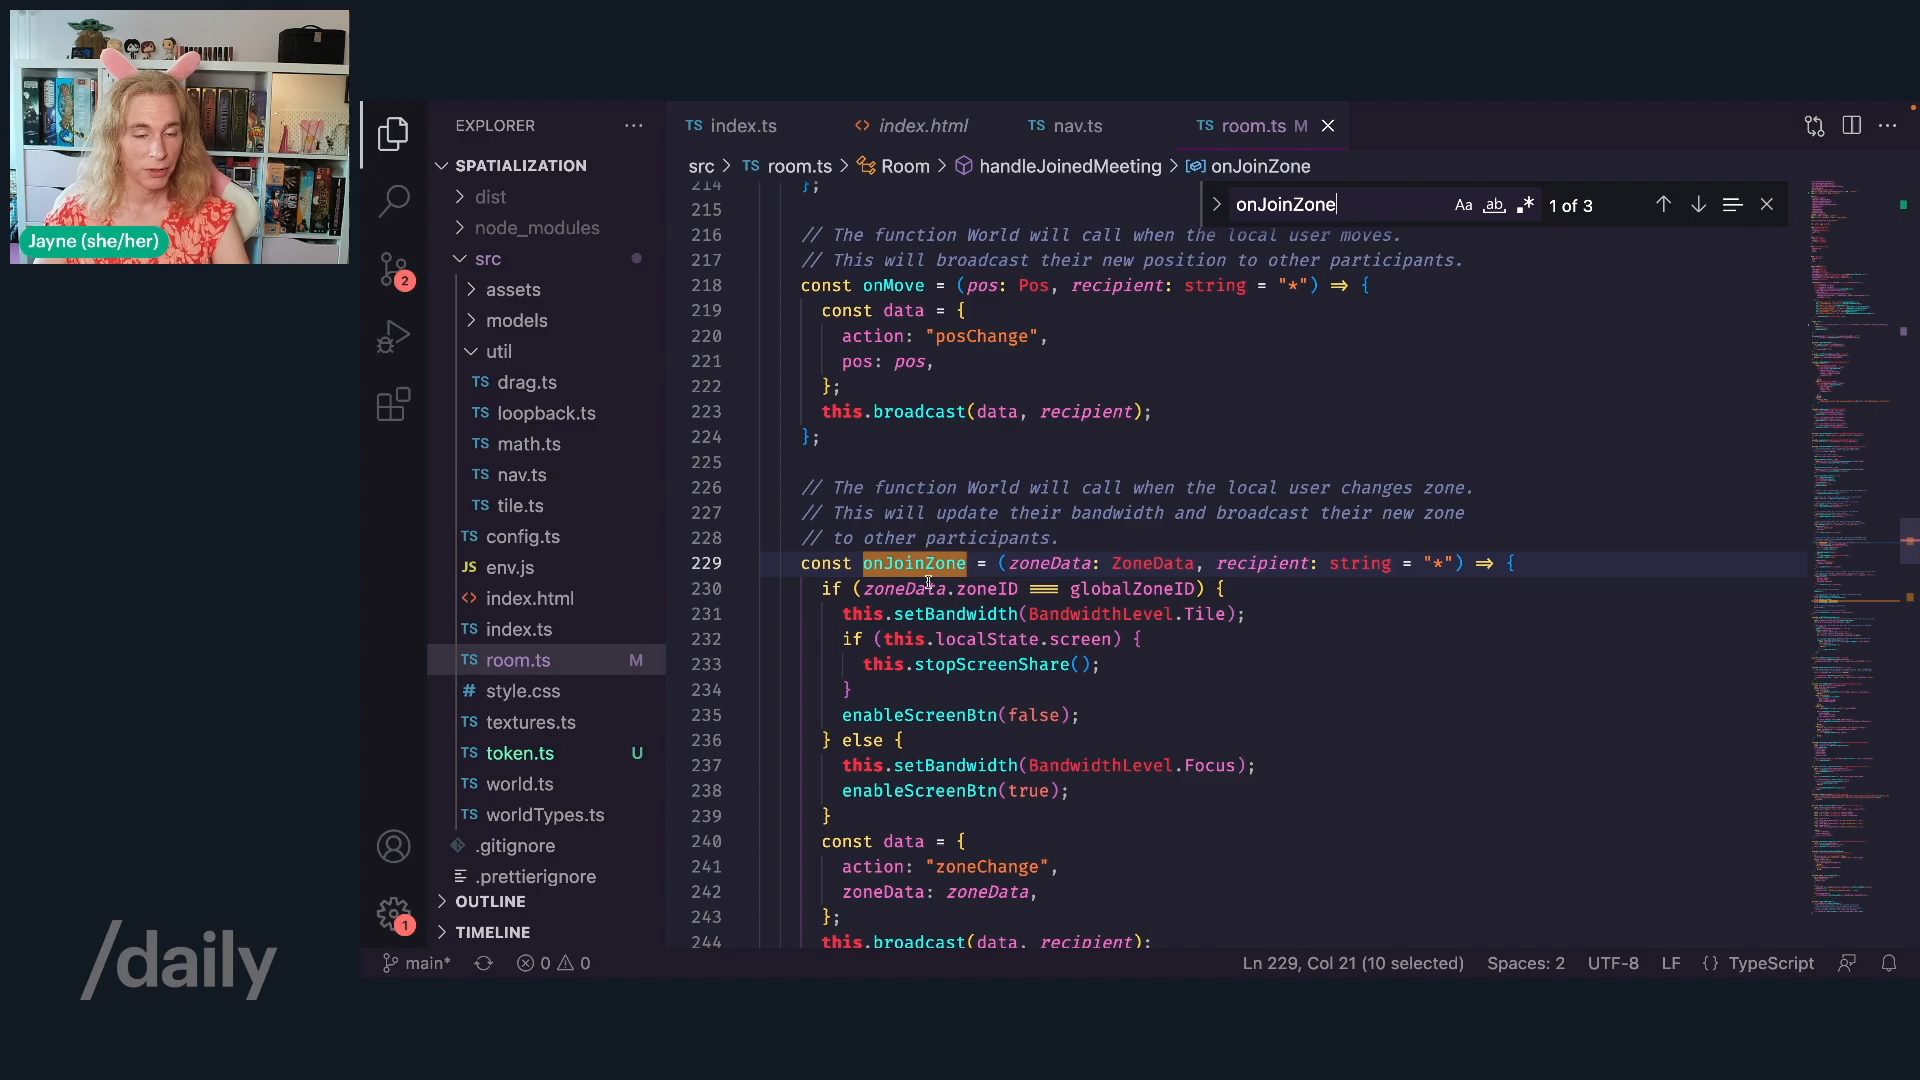 Jayne (she/her)
/daily
EXPLORER
SPATIALIZATION
dist
node_modules
src
assets
models
util
TS drag.ts
TS loopback.ts
TS math.ts
TS nav.ts
TS tile.ts
TS config.ts
JS env.js
<> index.html
TS index.ts
TS room.ts M
# style.css
TS textures.ts
TS token.ts U
TS world.ts
TS worldTypes.ts
.gitignore
.prettierignore
OUTLINE
TIMELINE
2
1
TS index.ts <> index.html TS nav.ts TS room.ts M
src > TS room.ts > Room > handleJoinedMeeting > onJoinZone
onJoinZone Aa ab .* 1 of 3
214 };
215
216 // The function World will call when the local user moves.
217 // This will broadcast their new position to other participants.
218 const onMove = (pos: Pos, recipient: string = "*") => {
219 const data = {
220 action: "posChange",
221 pos: pos,
222 };
223 this.broadcast(data, recipient);
224 };
225
226 // The function World will call when the local user changes zone.
227 // This will update their bandwidth and broadcast their new zone
228 // to other participants.
229 const onJoinZone = (zoneData: ZoneData, recipient: string = "*") => {
230 if (zoneData.zoneID === globalZoneID) {
231 this.setBandwidth(BandwidthLevel.Tile);
232 if (this.localState.screen) {
233 this.stopScreenShare();
234 }
235 enableScreenBtn(false);
236 } else {
237 this.setBandwidth(BandwidthLevel.Focus);
238 enableScreenBtn(true);
239 }
240 const data = {
241 action: "zoneChange",
242 zoneData: zoneData,
243 };
244 this.broadcast(data, recipient);
main* 0 0 Ln 229, Col 21 (10 selected) Spaces: 2 UTF-8 LF {} TypeScript